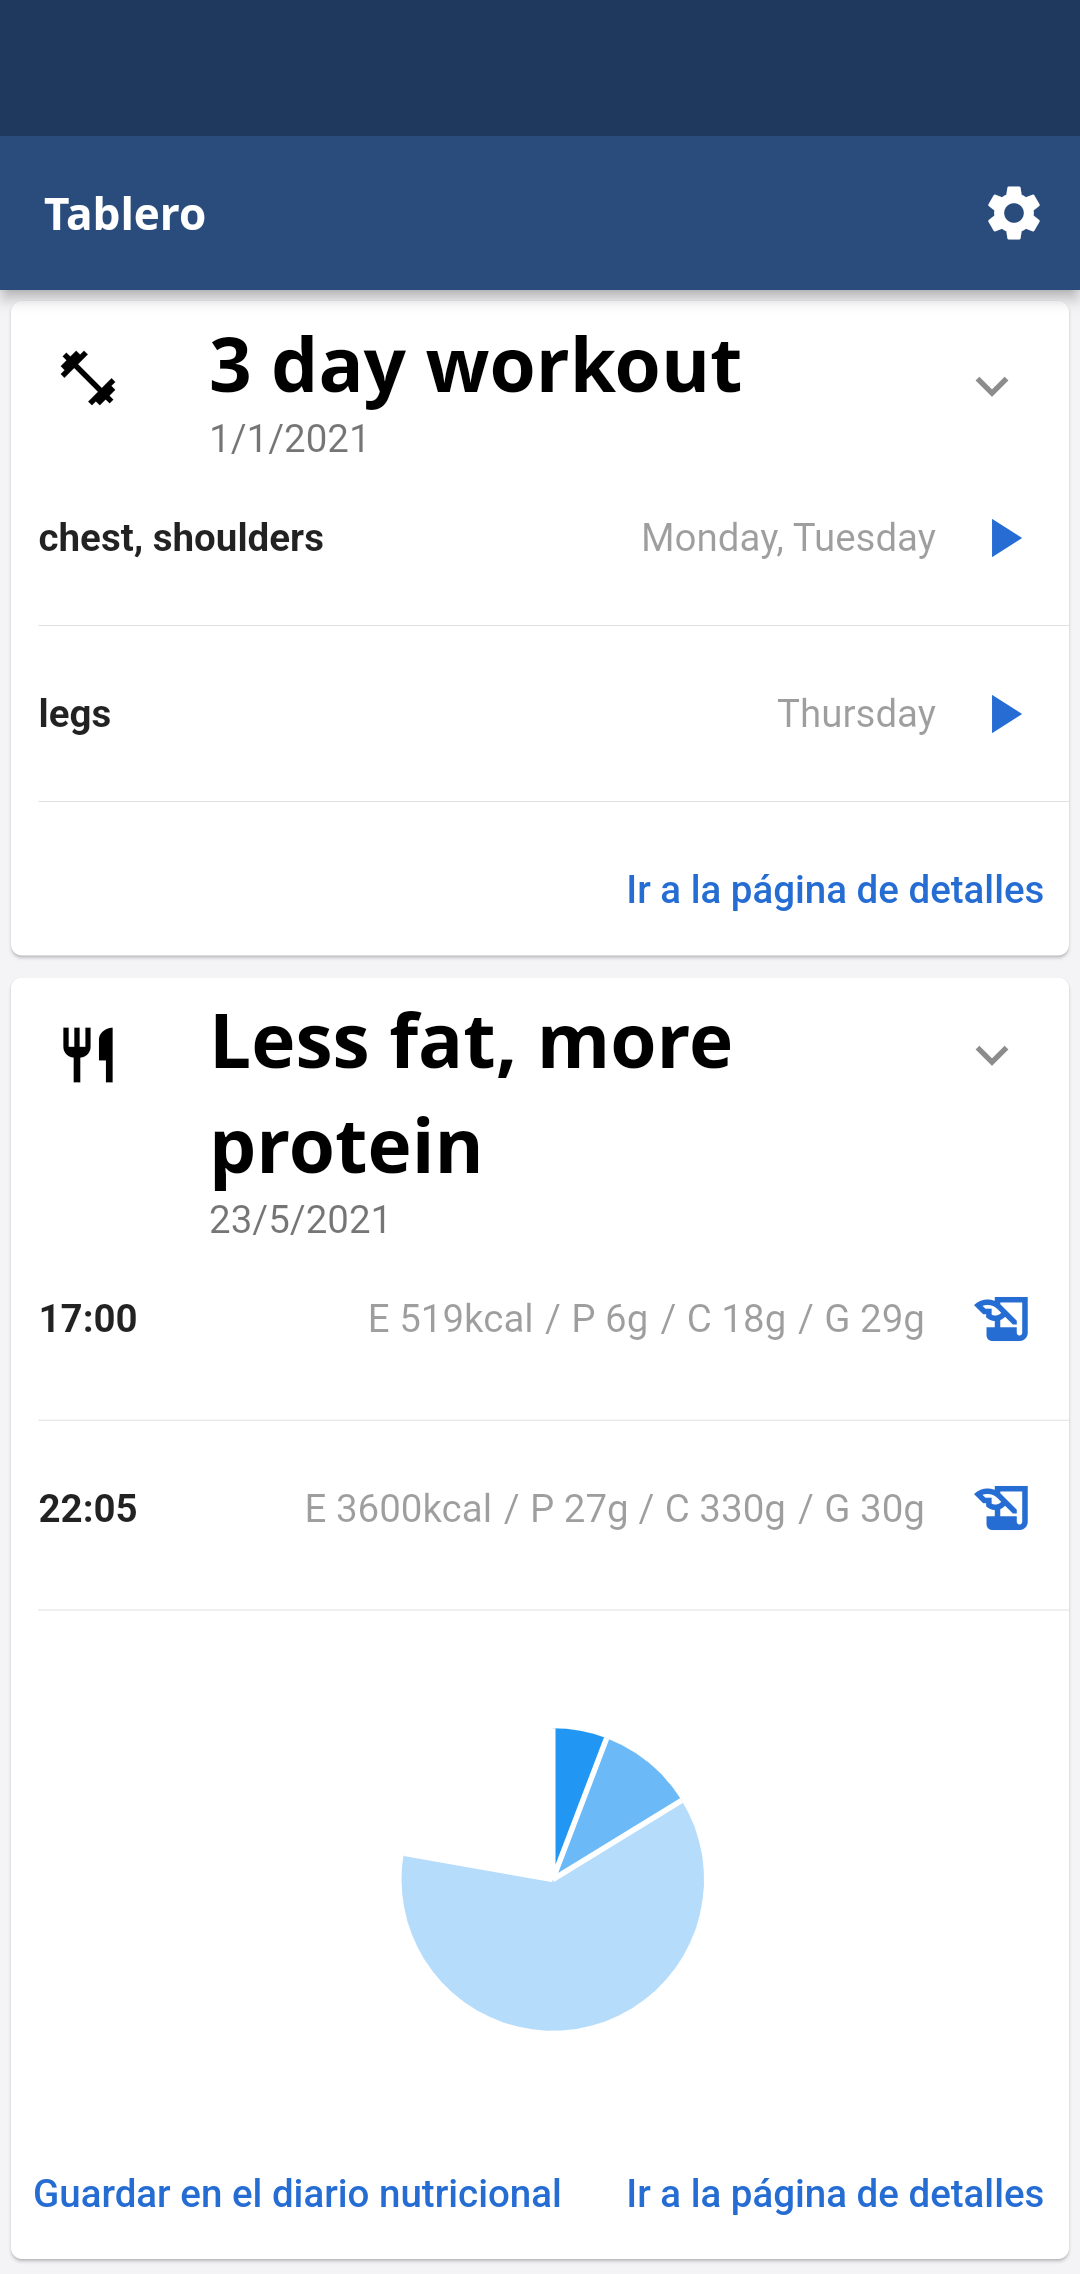 Tablero
3 day workout
1/1/2021
chest, shoulders Monday, Tuesday
legs Thursday
Ir a la página de detalles
Less fat, more
protein
23/5/2021
17:00 E 519kcal / P 6g / C 18g / G 29g
22:05 E 3600kcal / P 27g / C 330g / G 30g
Guardar en el diario nutricional Ir a la página de detalles